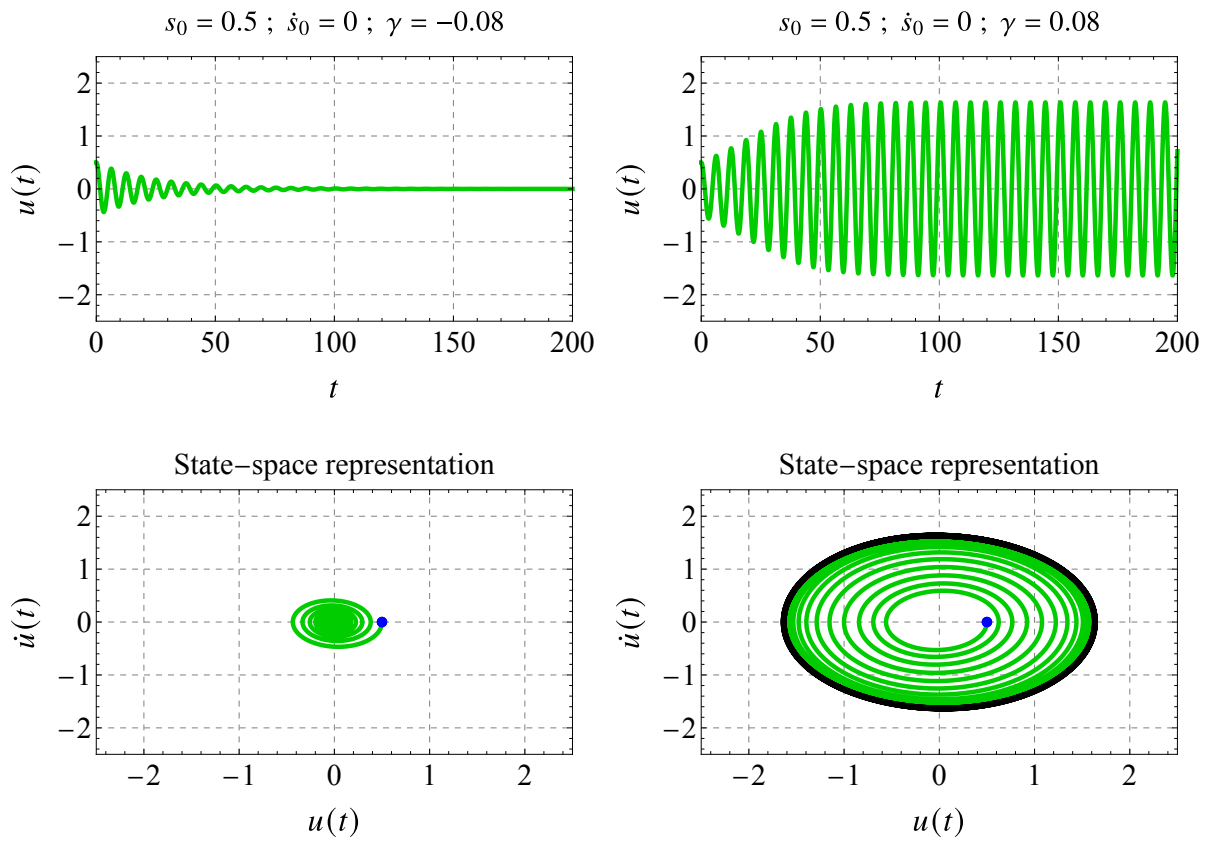 s₀ = 0.5 ; ṡ₀ = 0 ; γ = −0.08
2
1
0
−1
−2
u(t)
0 50 100 150 200
t
s₀ = 0.5 ; ṡ₀ = 0 ; γ = 0.08
2
1
0
−1
−2
u(t)
0 50 100 150 200
t
State−space representation
2
1
0
−1
−2
u̇(t)
−2 −1 0 1 2
u(t)
State−space representation
2
1
0
−1
−2
u̇(t)
−2 −1 0 1 2
u(t)